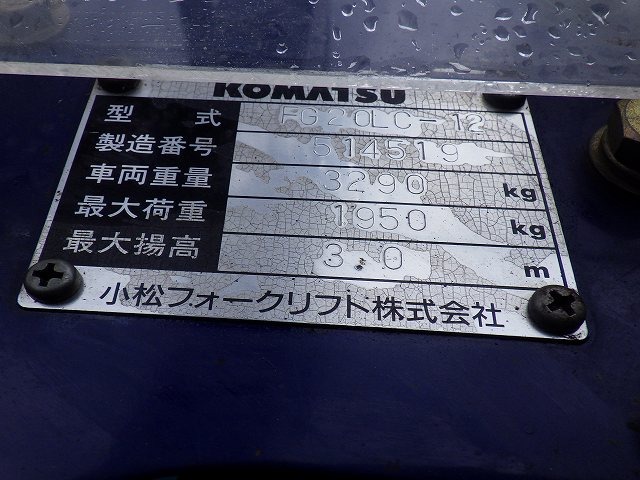 KOMATSU
型式 FG20LC-12
製造番号 514519
車両重量 3290 kg
最大荷重 1950 kg
最大揚高 3.0 m
小松フォークリフト株式会社